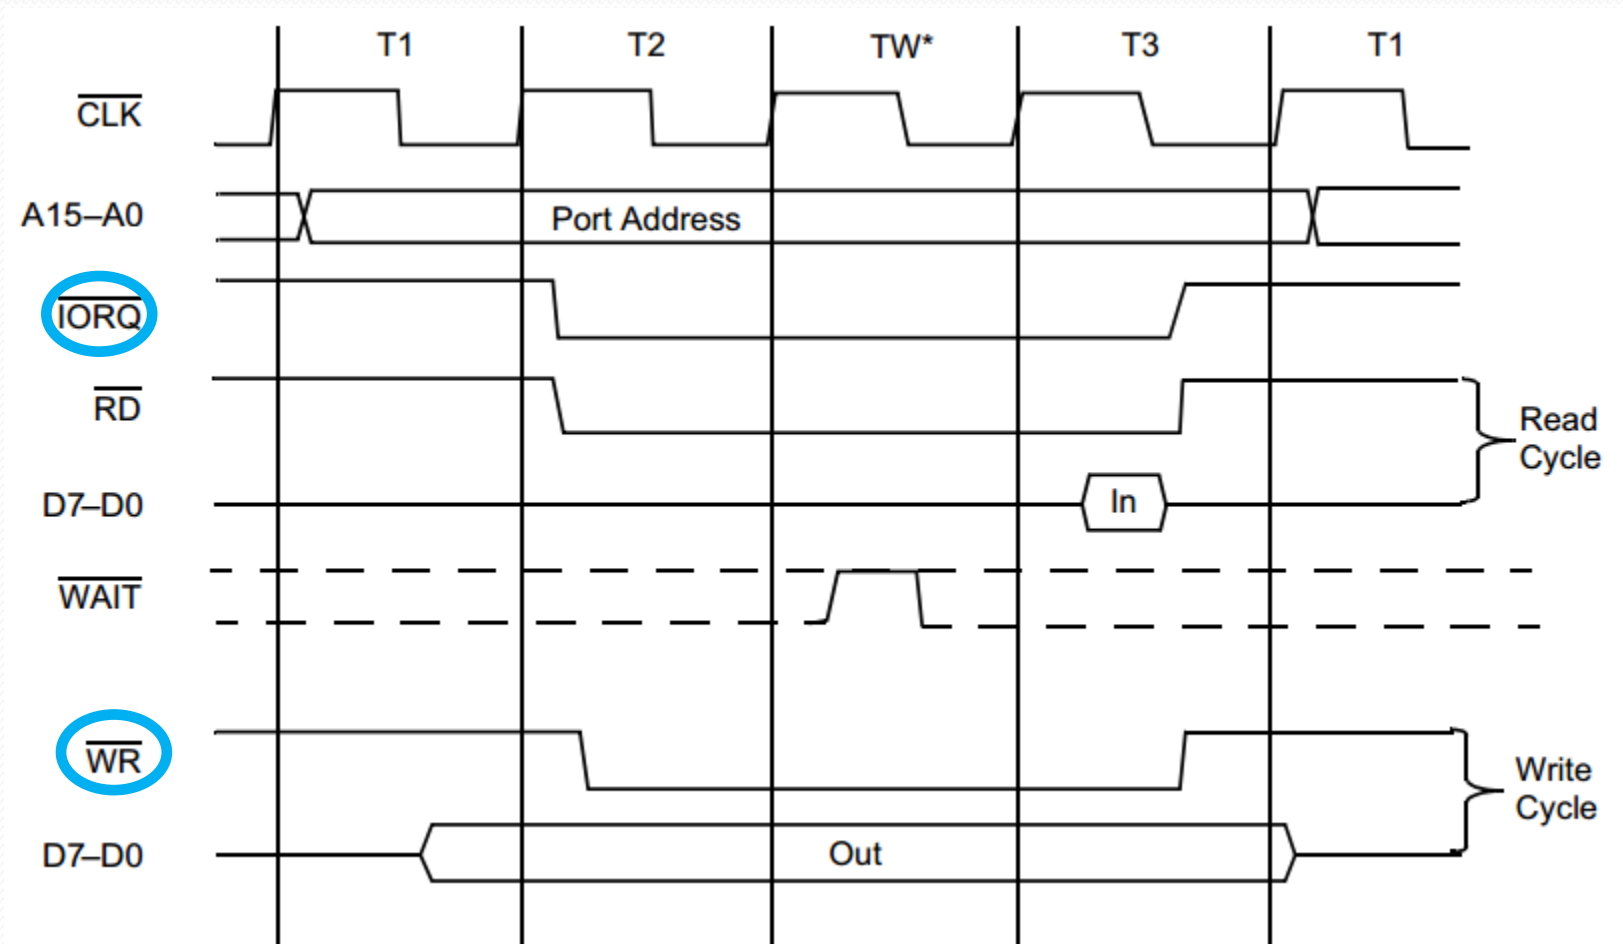 T1 T2 TW* T3 T1
CLK
A15–A0 Port Address
IORQ
RD
Read
Cycle
D7–D0 In
WAIT
WR
Write
Cycle
D7–D0 Out